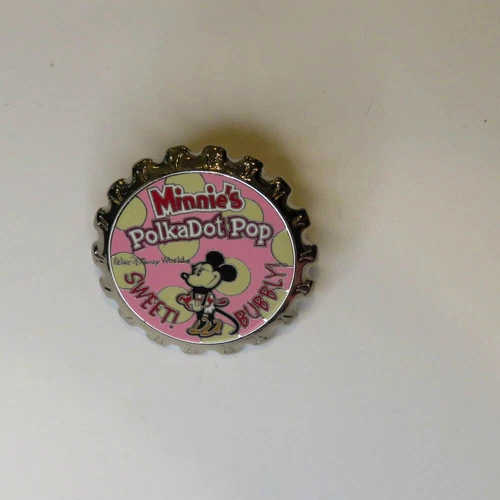 Minnie's
PolkaDot Pop
Walt Disney World
SWEET!
BUBBLY!